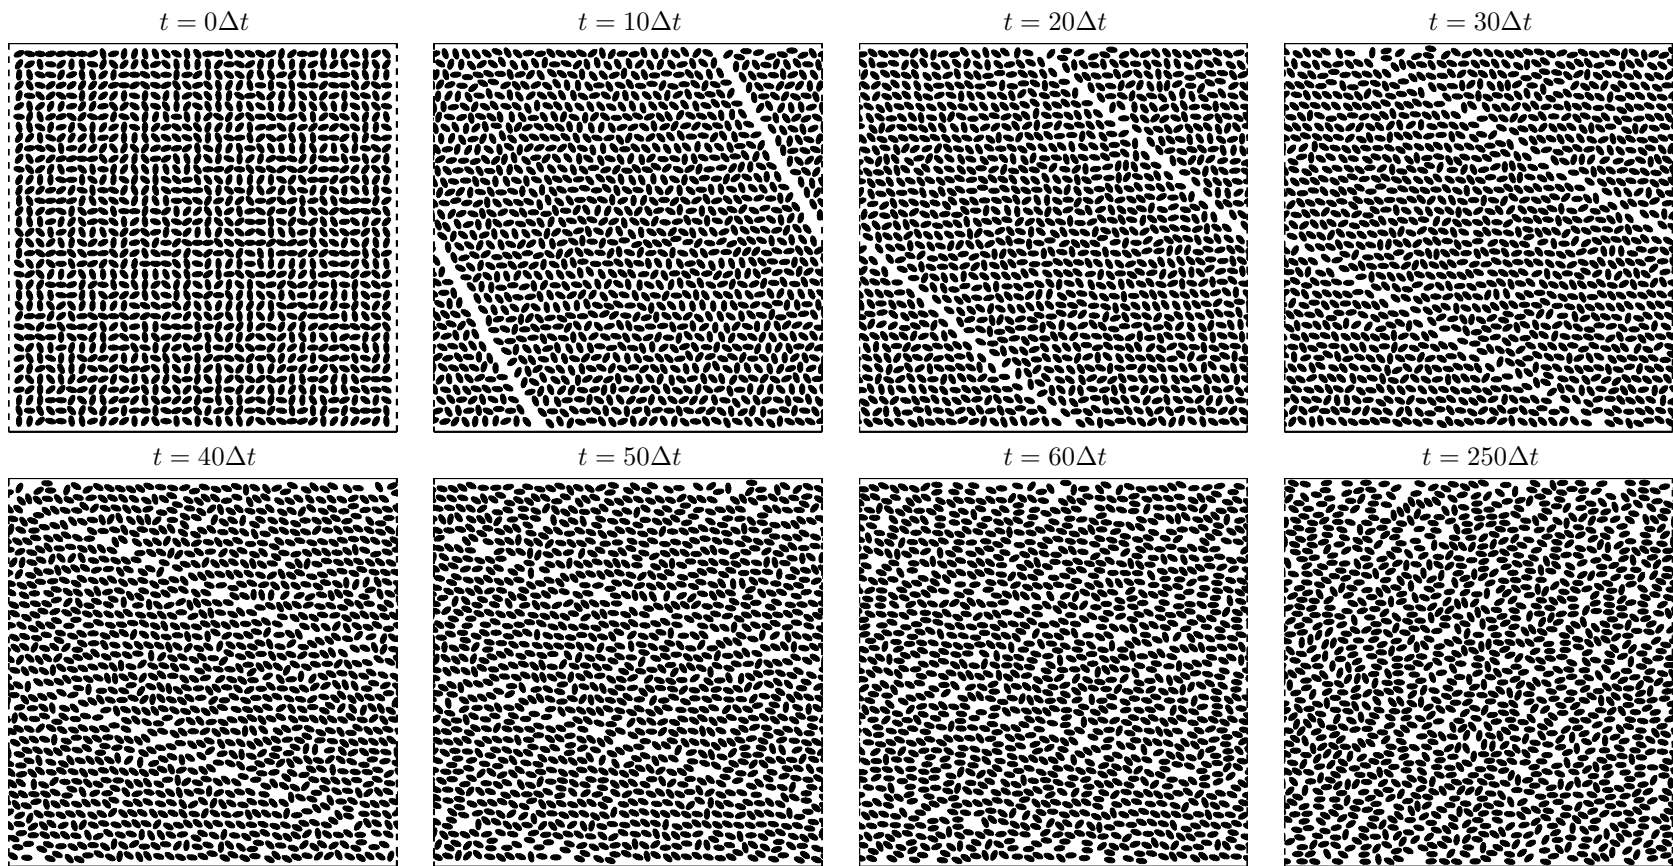 t = 0Δt
t = 10Δt
t = 20Δt
t = 30Δt
t = 40Δt
t = 50Δt
t = 60Δt
t = 250Δt